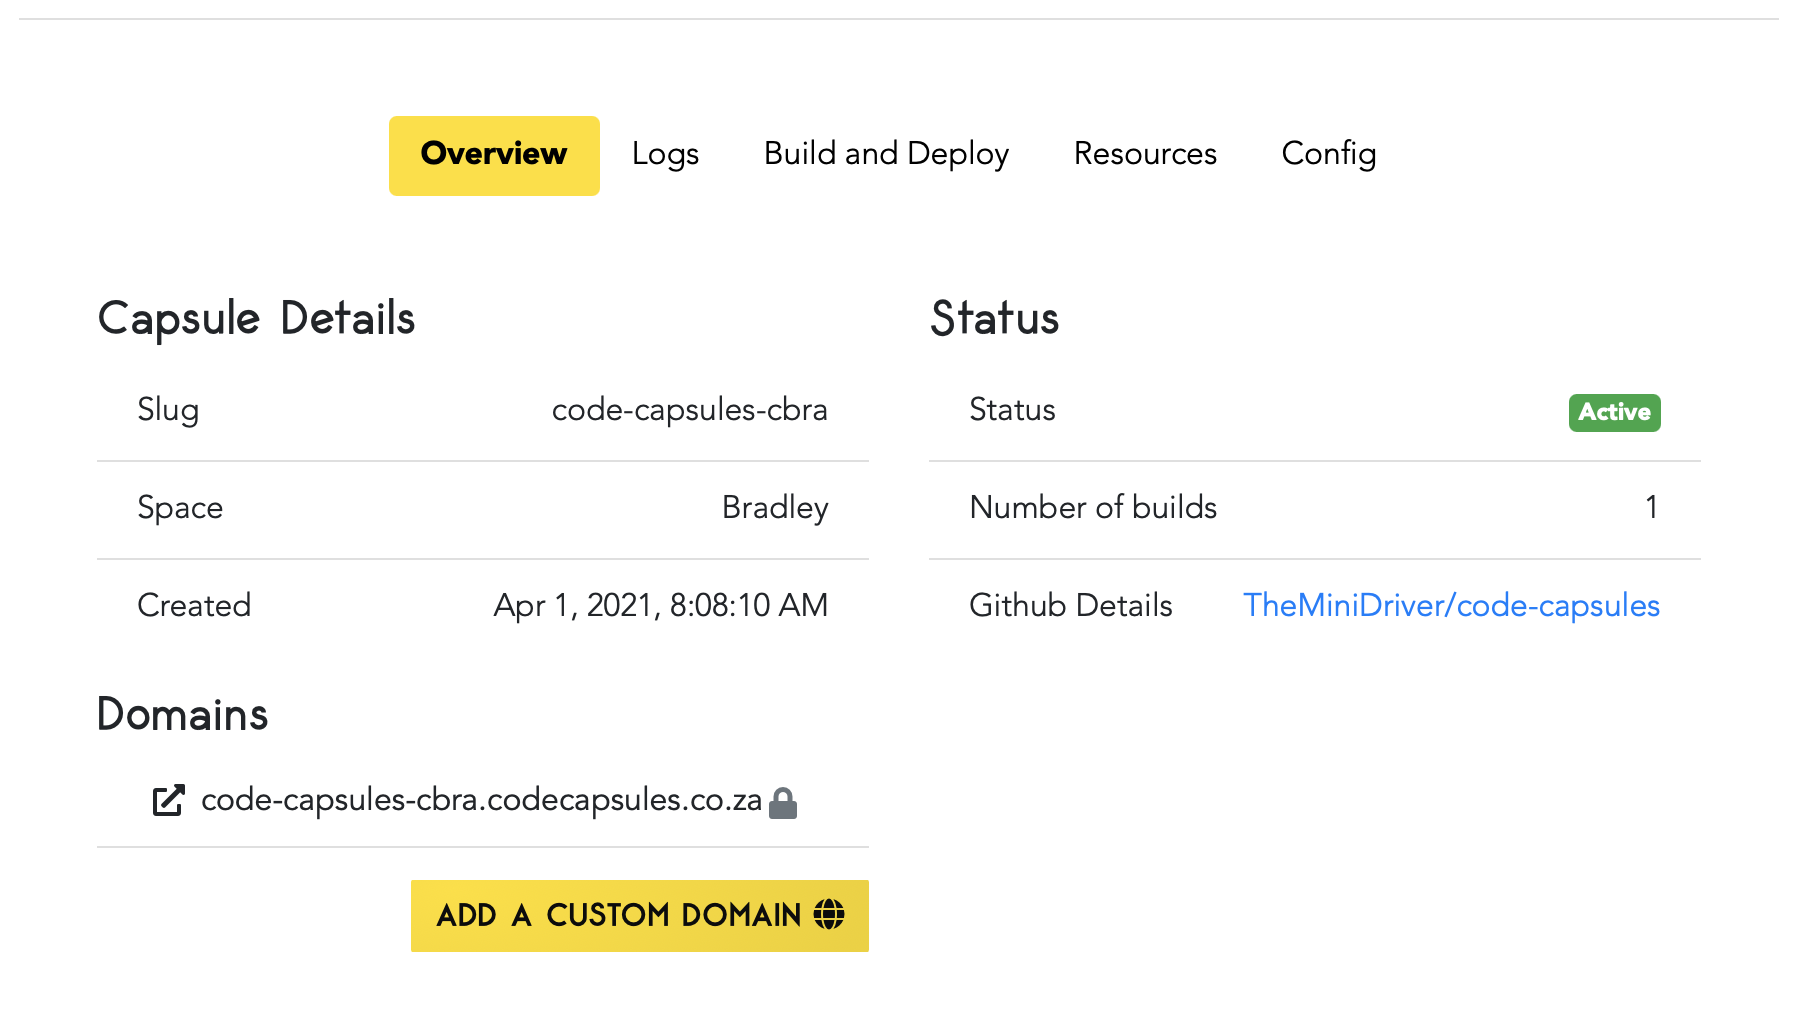 Overview Logs Build and Deploy Resources Config
Capsule Details
Slug code-capsules-cbra
Space Bradley
Created Apr 1, 2021, 8:08:10 AM
Status
Status Active
Number of builds 1
Github Details TheMiniDriver/code-capsules
Domains
code-capsules-cbra.codecapsules.co.za
ADD A CUSTOM DOMAIN